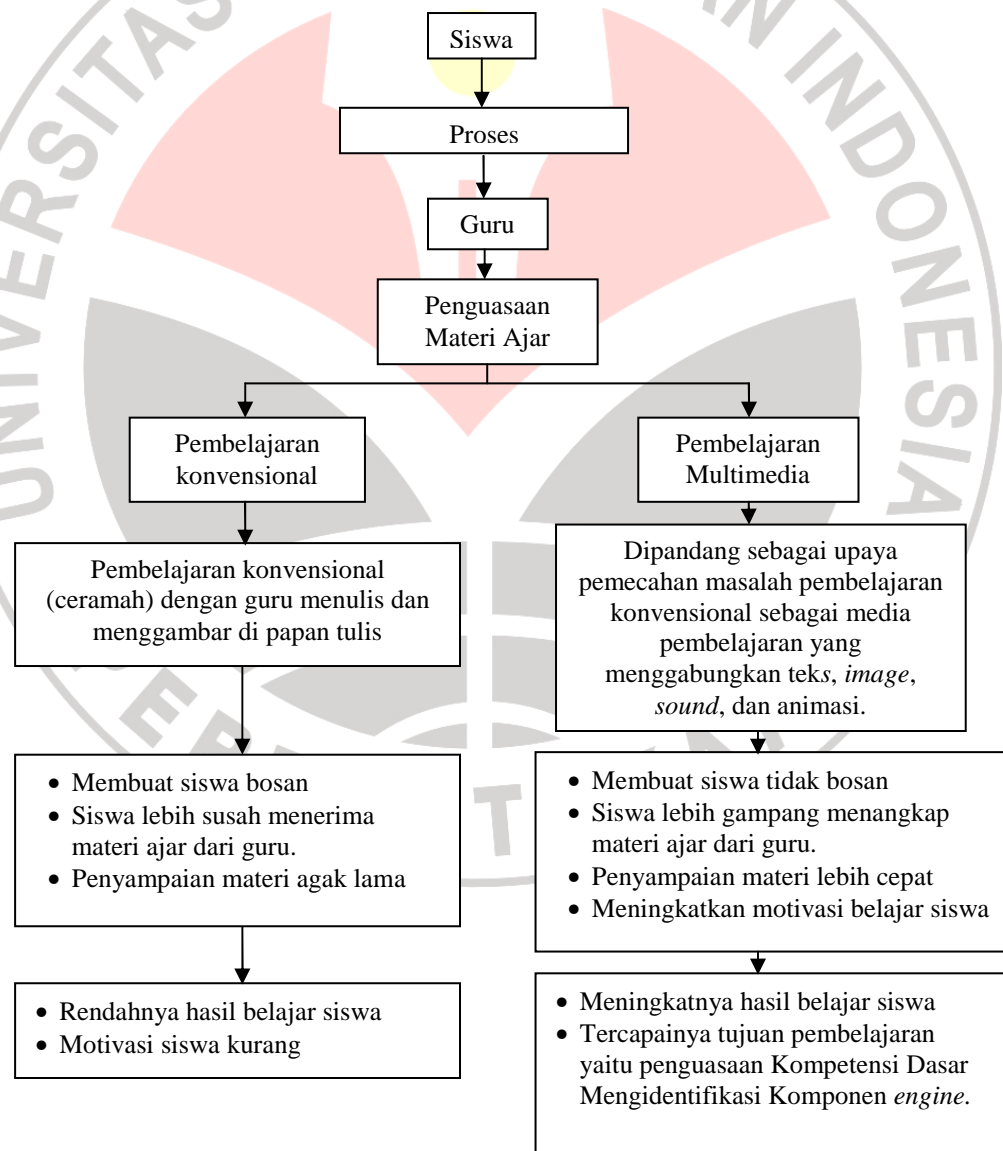 UNIVERSITAS
AN INDONESIA
Siswa
Proses
Guru
Penguasaan
Materi Ajar
Pembelajaran
konvensional
Pembelajaran konvensional
(ceramah) dengan guru menulis dan
menggambar di papan tulis
• Membuat siswa bosan
• Siswa lebih susah menerima
materi ajar dari guru.
• Penyampaian materi agak lama
• Rendahnya hasil belajar siswa
• Motivasi siswa kurang
Pembelajaran
Multimedia
Dipandang sebagai upaya
pemecahan masalah pembelajaran
konvensional sebagai media
pembelajaran yang
menggabungkan teks, image,
sound, dan animasi.
• Membuat siswa tidak bosan
• Siswa lebih gampang menangkap
materi ajar dari guru.
• Penyampaian materi lebih cepat
• Meningkatkan motivasi belajar siswa
• Meningkatnya hasil belajar siswa
• Tercapainya tujuan pembelajaran
yaitu penguasaan Kompetensi Dasar
Mengidentifikasi Komponen engine.